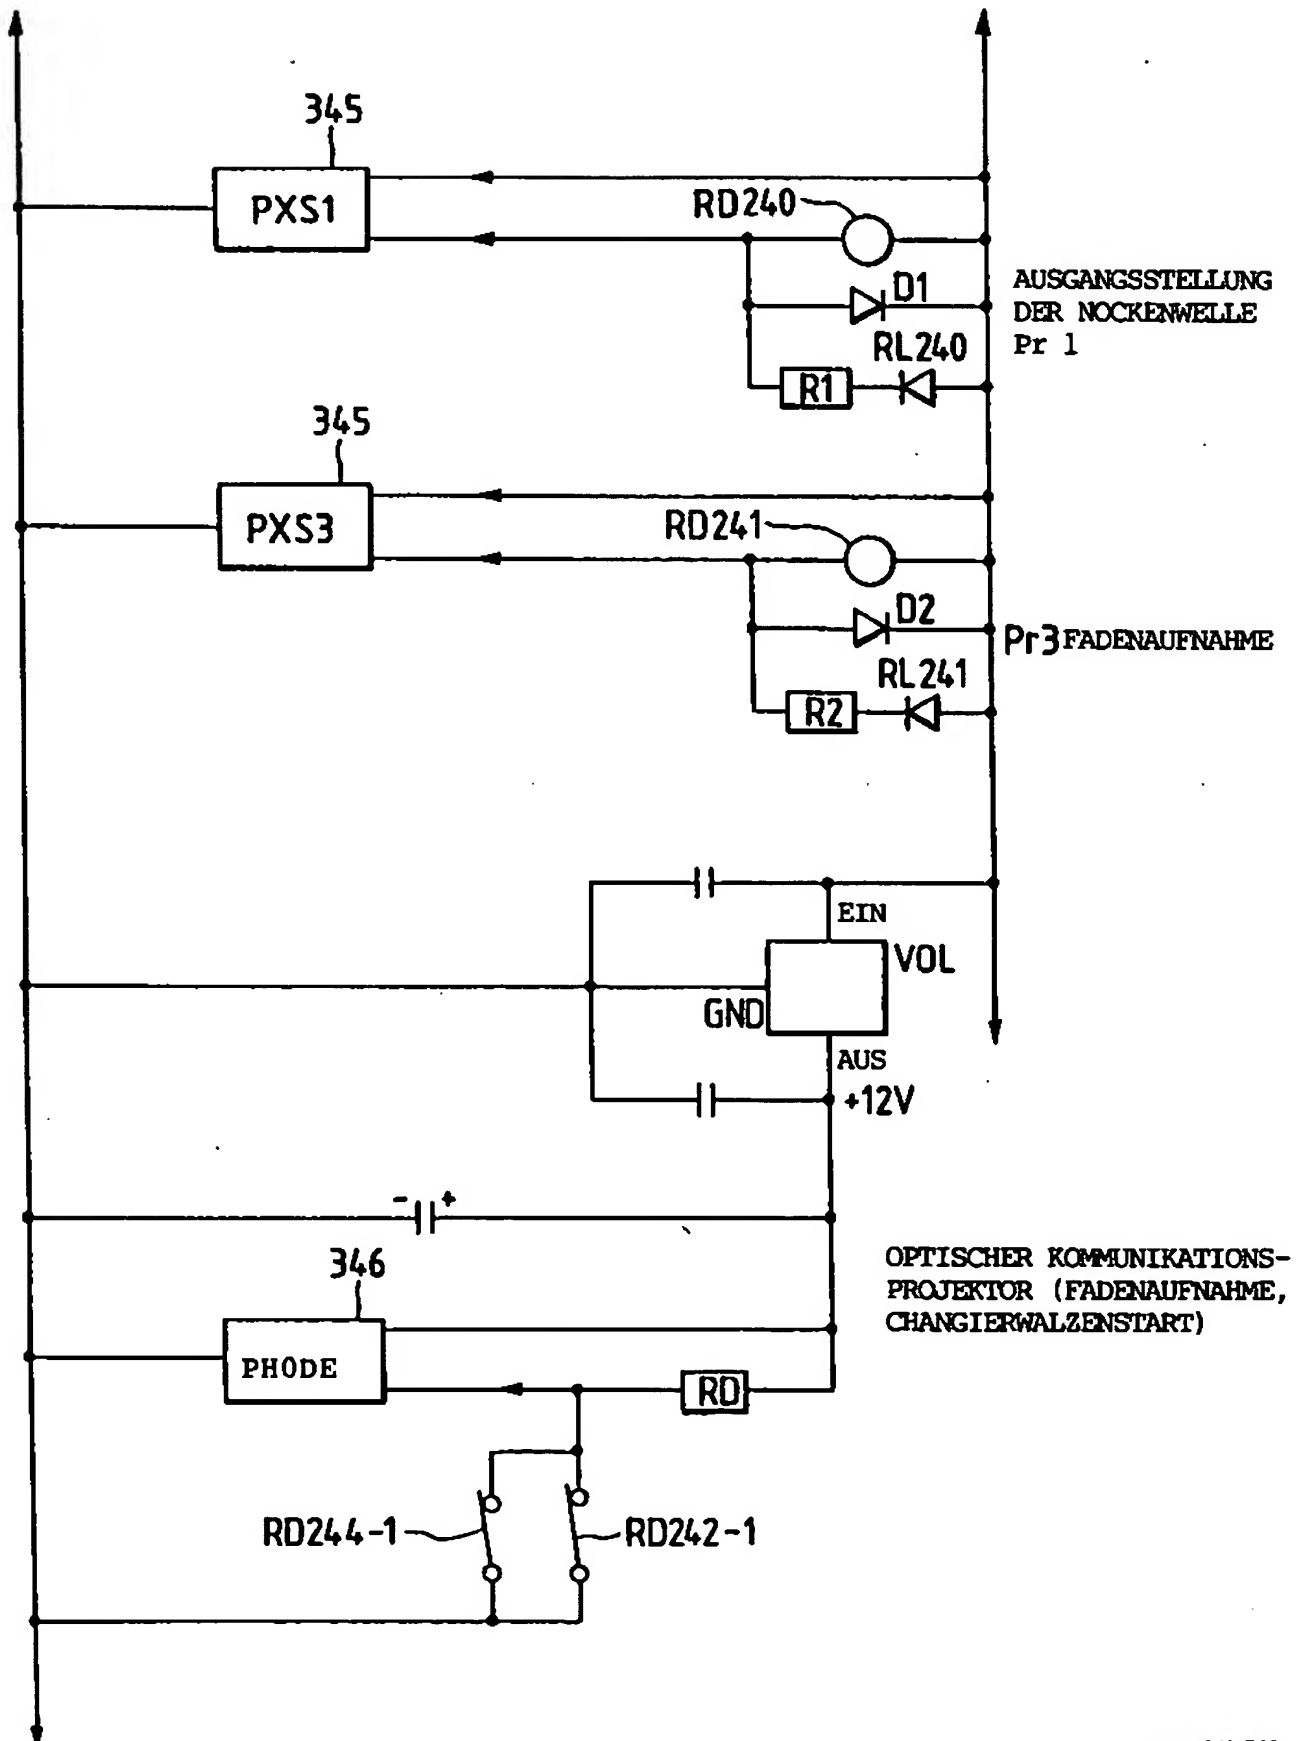 345
PXS1
RD240
D1
AUSGANGSSTELLUNG
DER NOCKENWELLE
Pr 1
RL240
R1
345
PXS3
RD241
D2
Pr3 FADENAUFNAHME
RL241
R2
EIN
VOL
GND
AUS
+12V
- +
346
OPTISCHER KOMMUNIKATIONS-
PROJEKTOR (FADENAUFNAHME,
CHANGIERWALZENSTART)
PHODE
RD
RD244-1
RD242-1